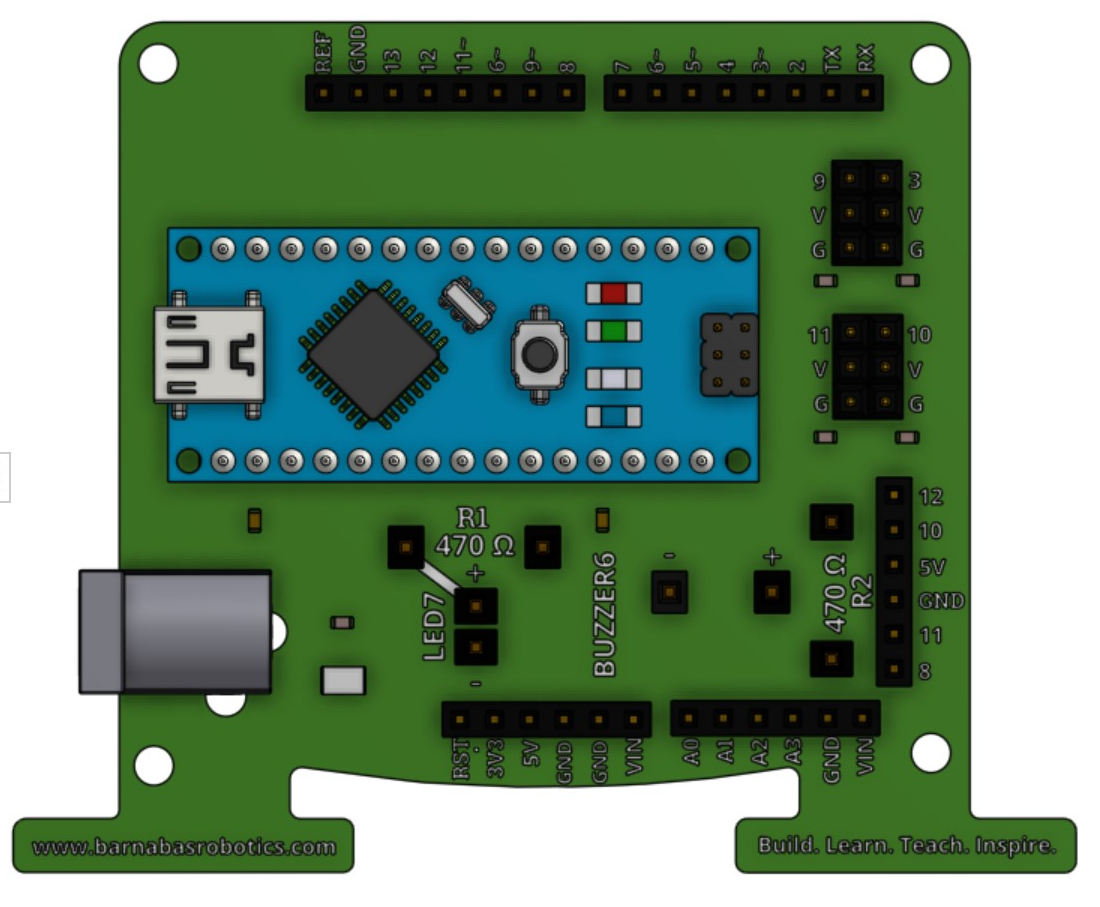 REF GND 13 12 11~ 6~ 9~ 8 7 6~ 5~ 4 3~ 2 TX RX
9 3
V V
G G
11 10
V V
G G
12
10
5V
GND
11
8
R1
470 Ω
+
LED7
-
BUZZER6
- +
470 Ω
R2
RST 3V3 5V GND GND VIN A0 A1 A2 A3 GND VIN
www.barnabasrobotics.com
Build. Learn. Teach. Inspire.